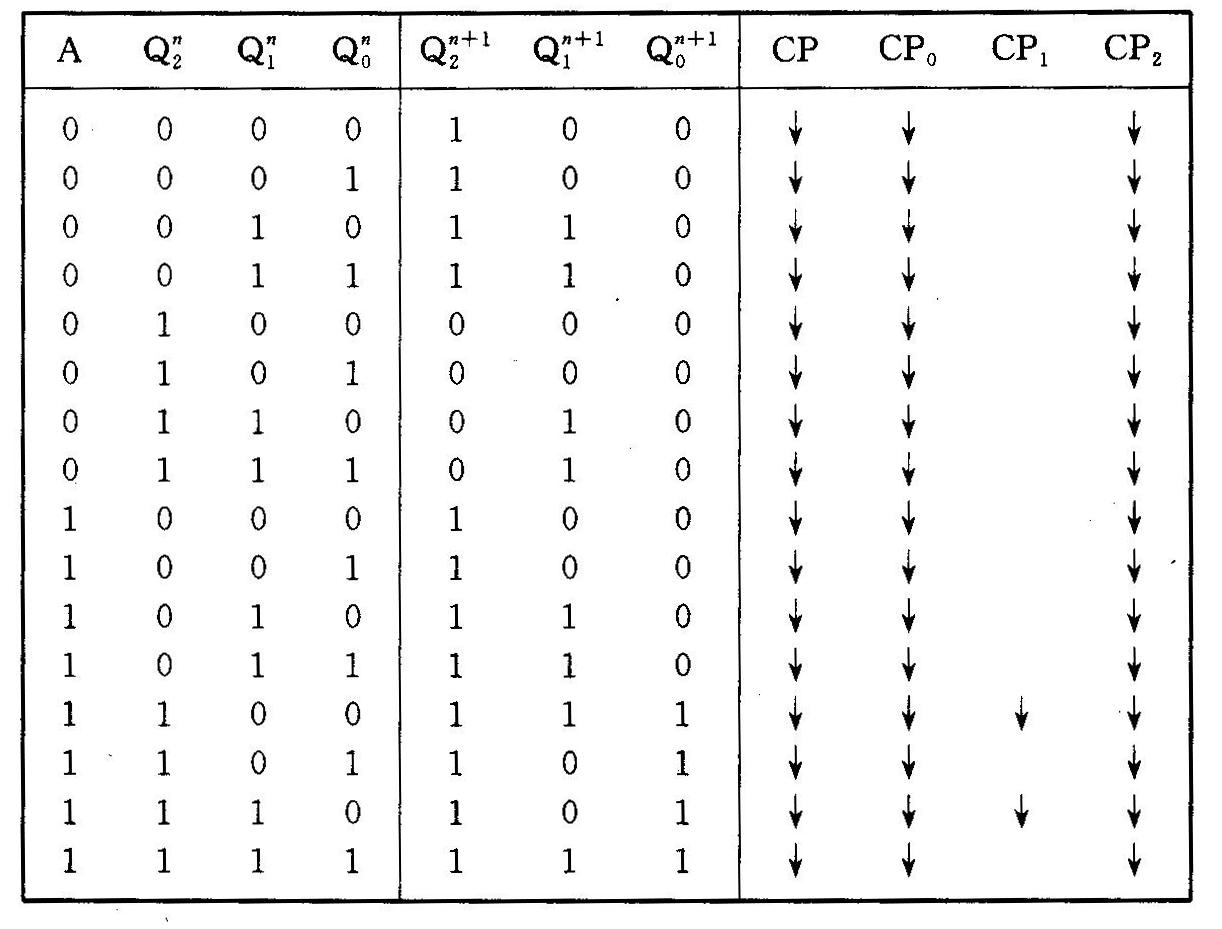 A Q₂ⁿ Q₁ⁿ Q₀ⁿ Q₂ⁿ⁺¹ Q₁ⁿ⁺¹ Q₀ⁿ⁺¹ CP CP₀ CP₁ CP₂
0 0 0 0 1 0 0 ↓ ↓ ↓
0 0 0 1 1 0 0 ↓ ↓ ↓
0 0 1 0 1 1 0 ↓ ↓ ↓
0 0 1 1 1 1 0 ↓ ↓ ↓
0 1 0 0 0 0 0 ↓ ↓ ↓
0 1 0 1 0 0 0 ↓ ↓ ↓
0 1 1 0 0 1 0 ↓ ↓ ↓
0 1 1 1 0 1 0 ↓ ↓ ↓
1 0 0 0 1 0 0 ↓ ↓ ↓
1 0 0 1 1 0 0 ↓ ↓ ↓
1 0 1 0 1 1 0 ↓ ↓ ↓
1 0 1 1 1 1 0 ↓ ↓ ↓
1 1 0 0 1 1 1 ↓ ↓ ↓ ↓
1 1 0 1 1 0 1 ↓ ↓ ↓
1 1 1 0 1 0 1 ↓ ↓ ↓ ↓
1 1 1 1 1 1 1 ↓ ↓ ↓